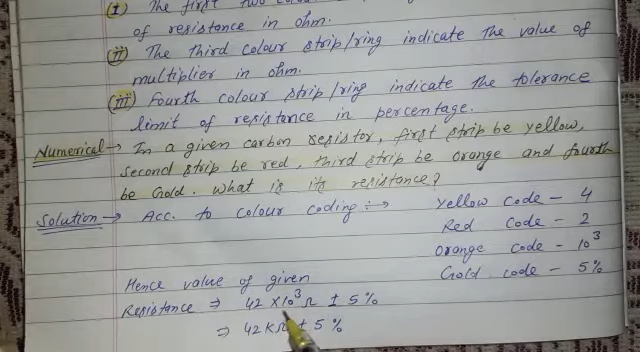 (i) The first two colour
of resistance in ohm.
(ii) The third colour strip/ring indicate the value of
multiplier in ohm.
(iii) Fourth colour strip/ring indicate the tolerance
limit of resistance in percentage.
Numerical → In a given carbon resistor, first strip be yellow,
second strip be red, third strip be orange and fourth
be Gold. What is its resistance?
Solution → Acc. to colour coding :→ Yellow Code - 4
Red Code - 2
Orange Code - 10³
Gold Code - 5%
Hence value of given
Resistance ⇒ 42 × 10³ Ω ± 5%
⇒ 42 KΩ ± 5 %